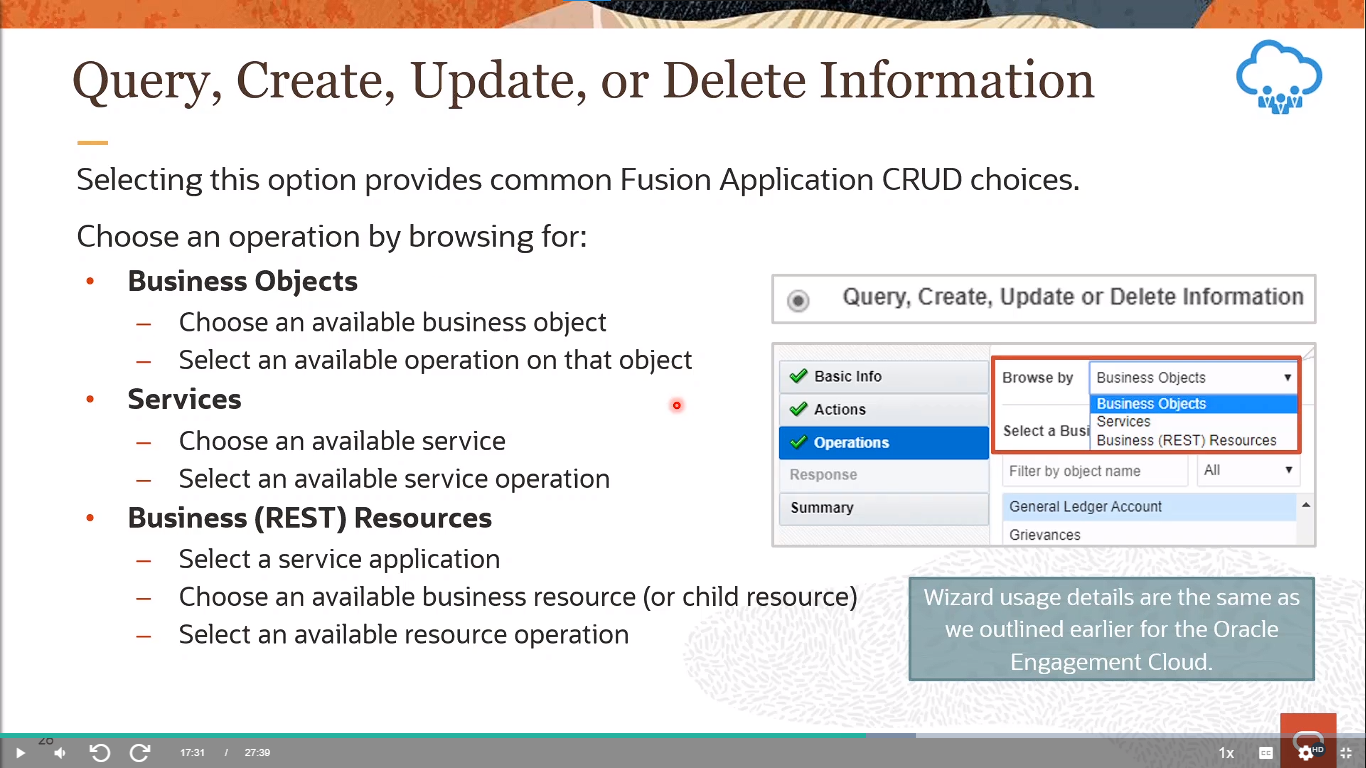 Query, Create, Update, or Delete Information
Selecting this option provides common Fusion Application CRUD choices.
Choose an operation by browsing for:
• Business Objects
– Choose an available business object
– Select an available operation on that object
• Services
– Choose an available service
– Select an available service operation
• Business (REST) Resources
– Select a service application
– Choose an available business resource (or child resource)
– Select an available resource operation
Query, Create, Update or Delete Information
Basic Info
Actions
Operations
Response
Summary
Browse by
Business Objects
Business Objects
Services
Business (REST) Resources
Select a Busi
Filter by object name
All
General Ledger Account
Grievances
Wizard usage details are the same as
we outlined earlier for the Oracle
Engagement Cloud.
17:31 / 27:39
1x
CC
HD